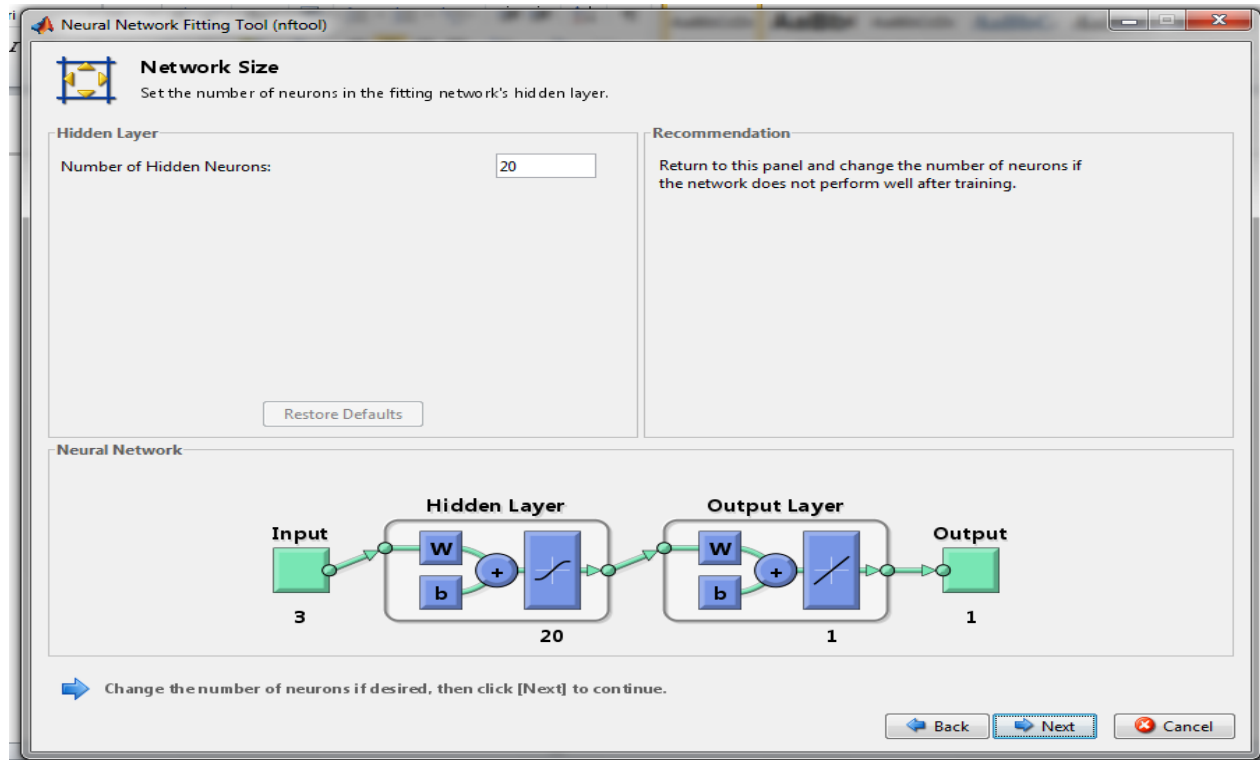 Neural Network Fitting Tool (nftool)
Network Size
Set the number of neurons in the fitting network's hidden layer.
Hidden Layer
Number of Hidden Neurons:
20
Restore Defaults
Recommendation
Return to this panel and change the number of neurons if
the network does not perform well after training.
Neural Network
Hidden Layer
Output Layer
Input
Output
W
b
+
W
b
+
3
20
1
1
Change the number of neurons if desired, then click [Next] to continue.
Back
Next
Cancel